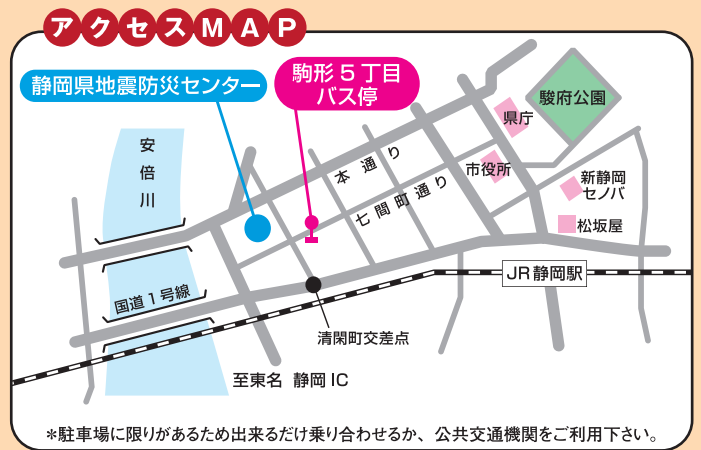 アクセスMAP
静岡県地震防災センター
駒形5丁目
バス停
駿府公園
県庁
安倍川
本通り
市役所
七間町通り
新静岡
セノバ
松坂屋
JR静岡駅
国道1号線
清閑町交差点
至東名 静岡IC
＊駐車場に限りがあるため出来るだけ乗り合わせるか、公共交通機関をご利用下さい。